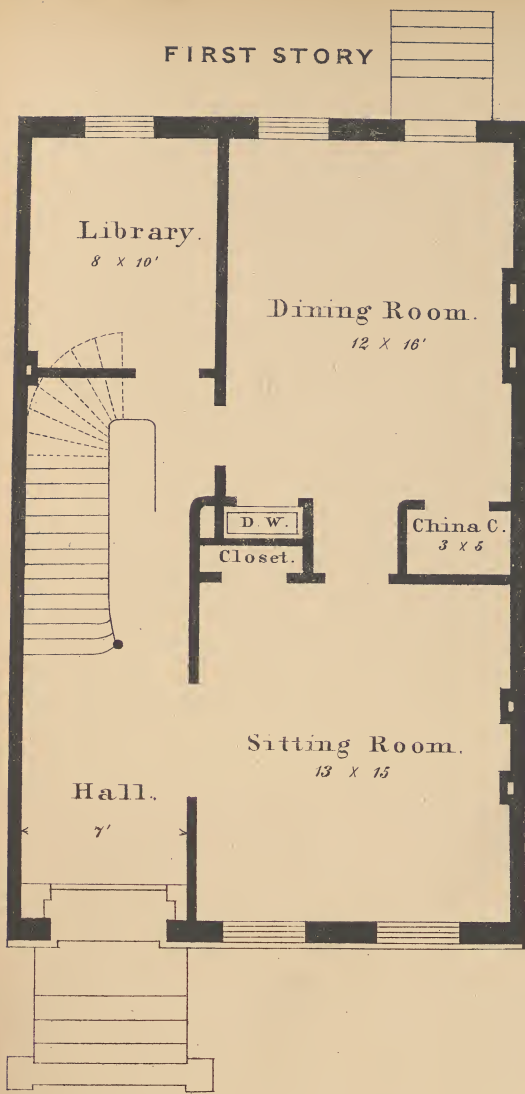 FIRST STORY
Library.
8 X 10'
Dining Room.
12 X 16'
D. W.
China C.
3 X 5
Closet.
Sitting Room.
13 X 15
Hall.
7'